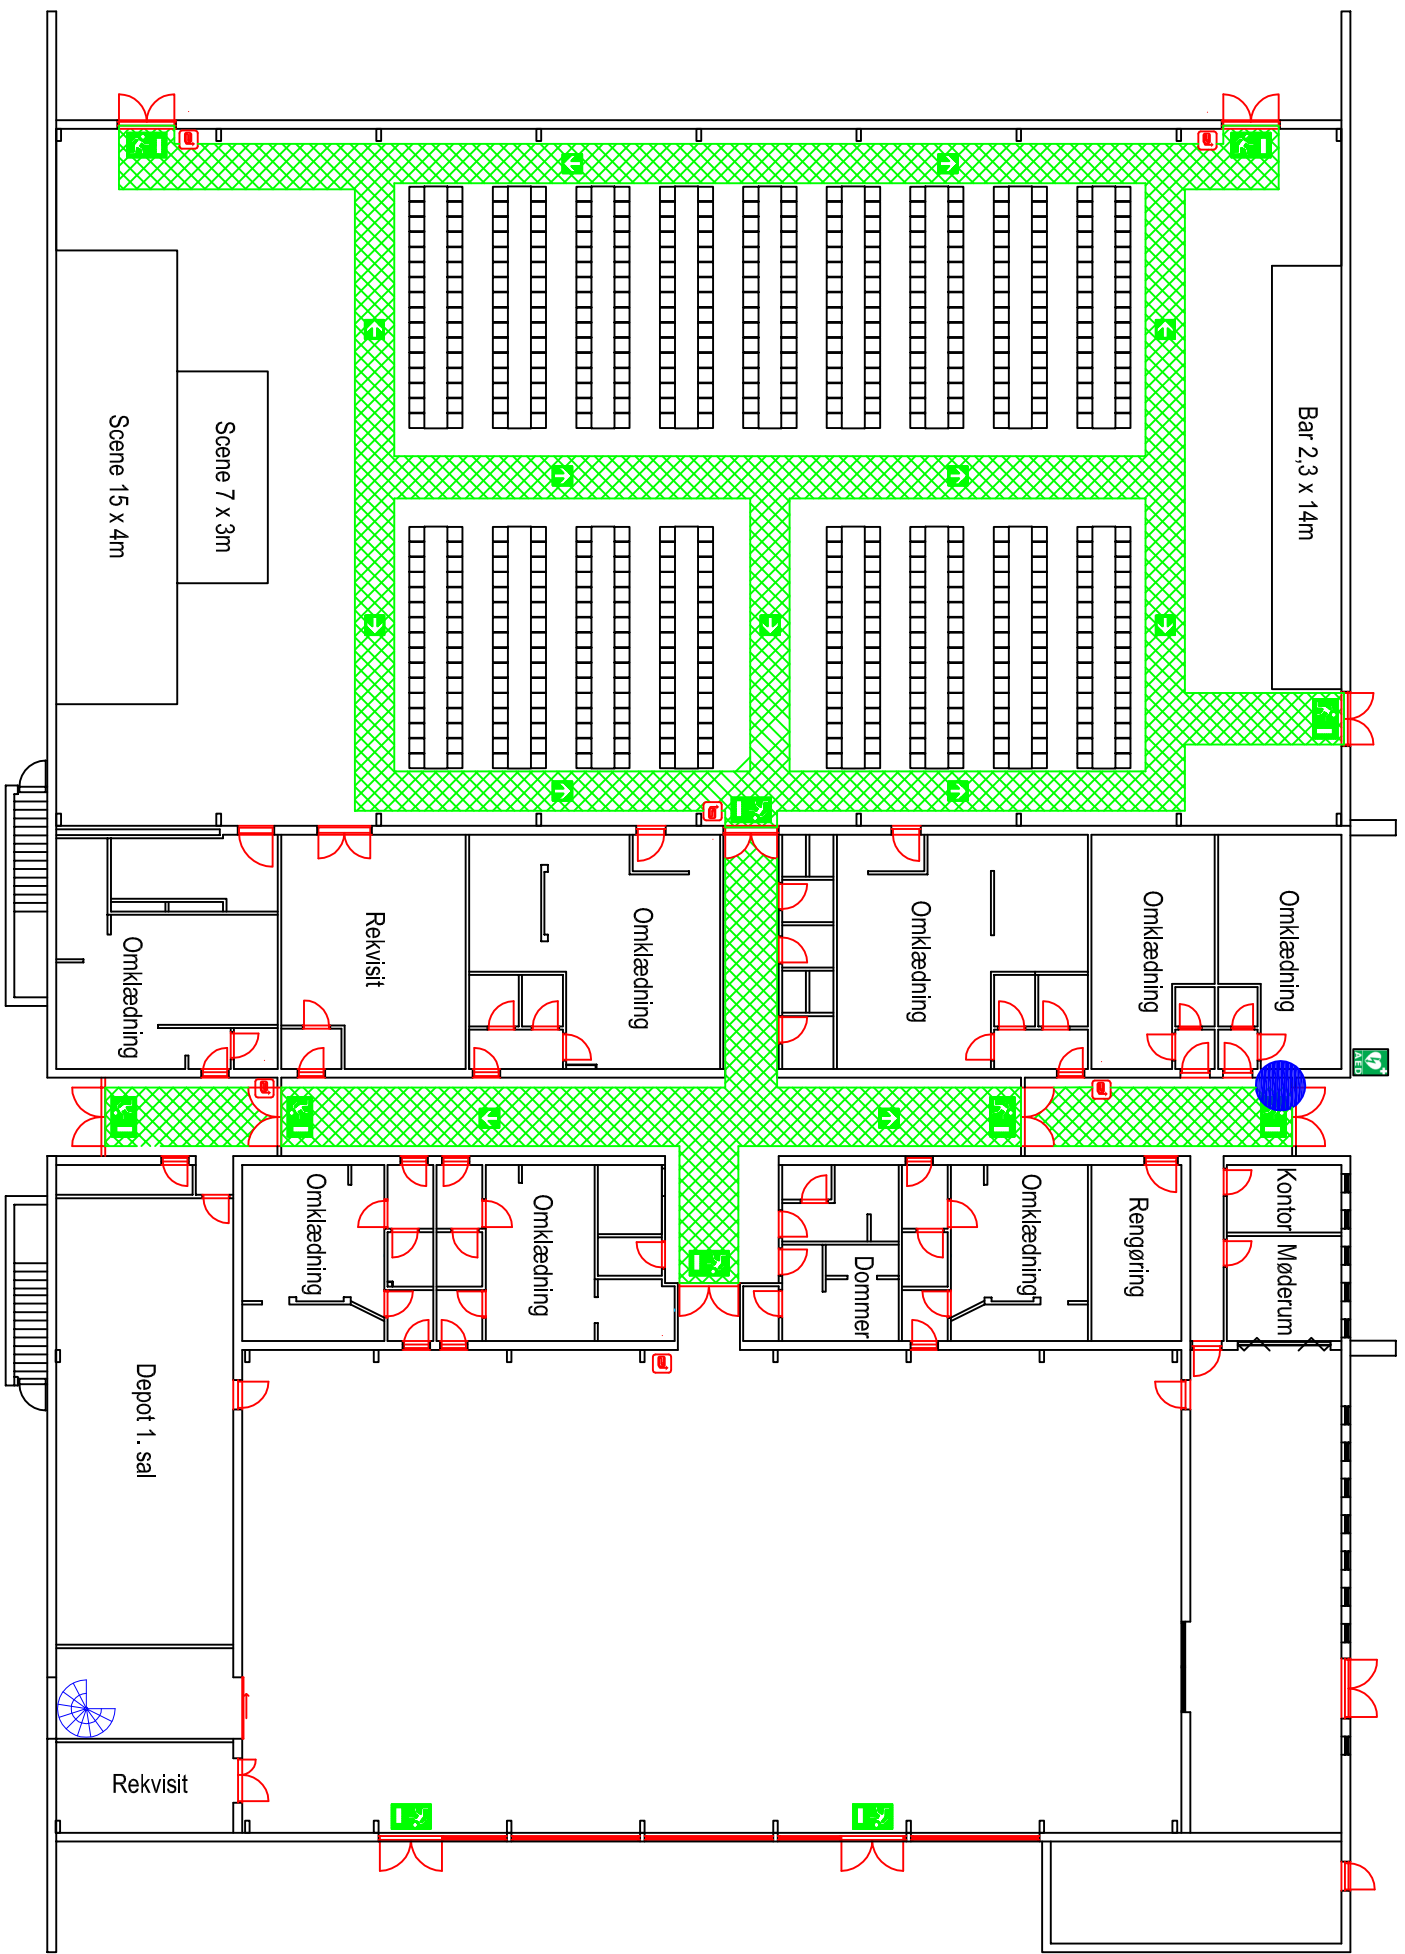 Scene 15 x 4m
Scene 7 x 3m
Bar 2,3 x 14m
Omklædning
Rekvisit
Omklædning
Omklædning
Omklædning
Omklædning
AED
Omklædning
Omklædning
Dommer
Omklædning
Rengøring
Kontor
Møderum
Depot 1. sal
Rekvisit